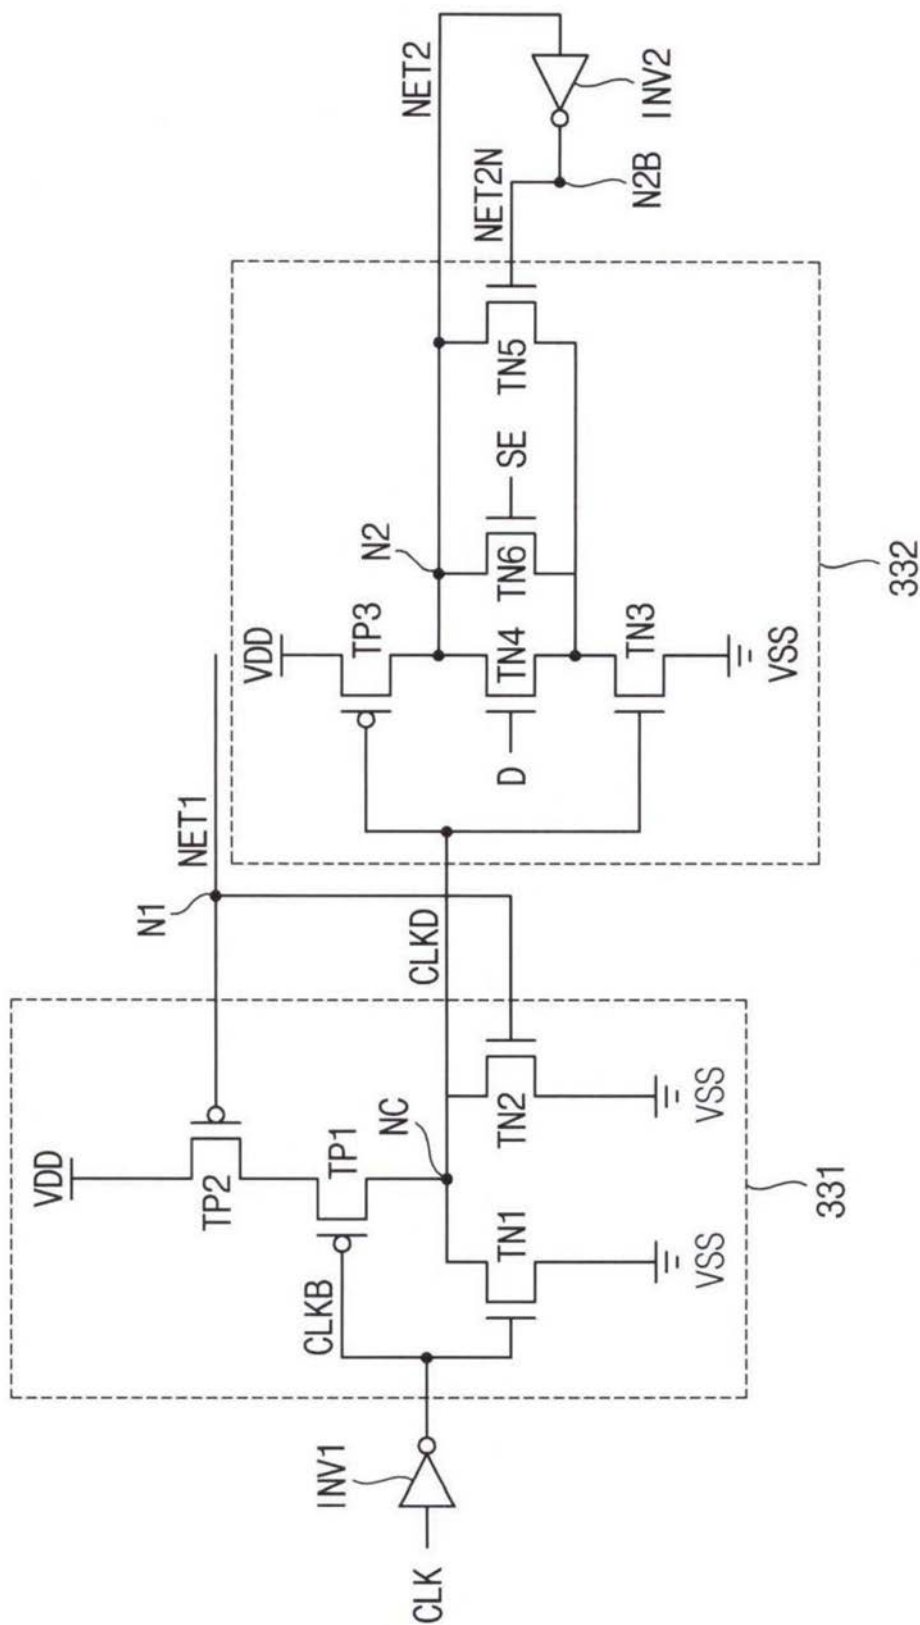 CLK
INV1
331
VDD
TP2
TP1
CLKB
NC
TN1
TN2
VSS
VSS
N1
NET1
CLKD
332
VDD
TP3
N2
D
TN4
TN6
SE
TN5
TN3
VSS
NET2
NET2N
N2B
INV2